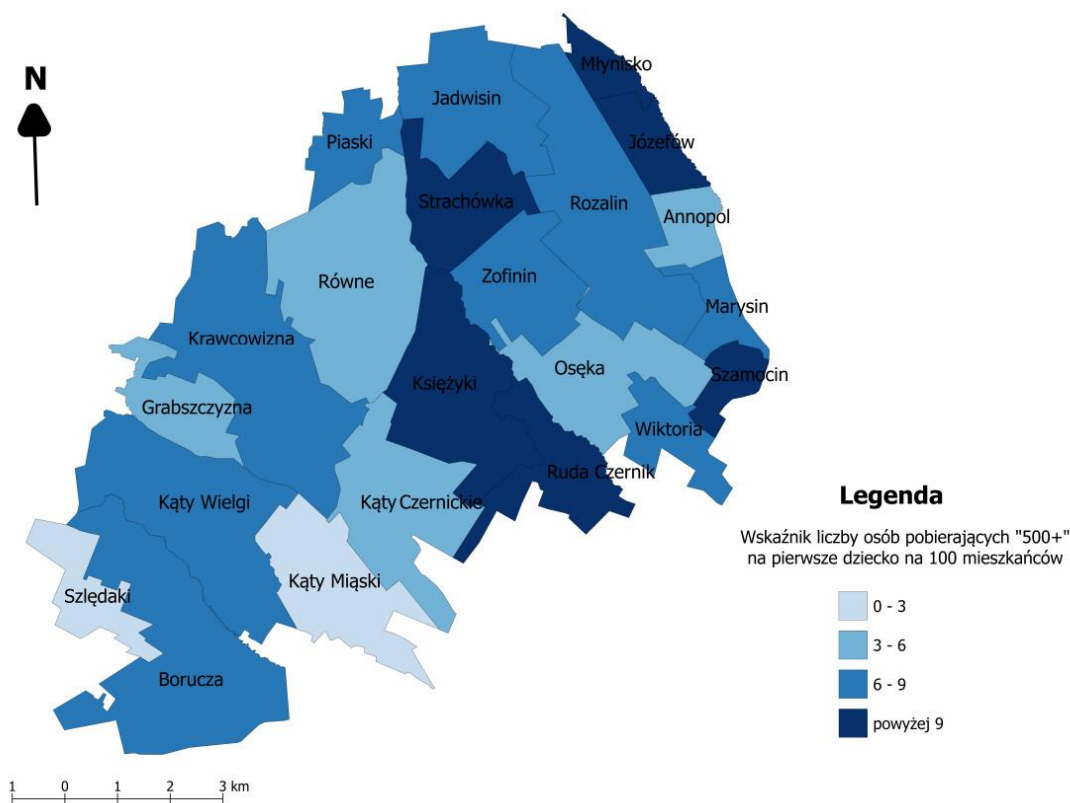 N
Młynisko
Jadwisin
Piaski
Józefów
Strachówka
Rozalin
Annopol
Równe
Zofinin
Marysin
Krawcowizna
Osęka
Szamocin
Księżyki
Grabszczyzna
Wiktoria
Ruda Czernik
Kąty Wielgi
Kąty Czernickie
Kąty Miąski
Szlędaki
Borucza
Legenda
Wskaźnik liczby osób pobierających "500+"
na pierwsze dziecko na 100 mieszkańców
0 - 3
3 - 6
6 - 9
powyżej 9
1 0 1 2 3 km